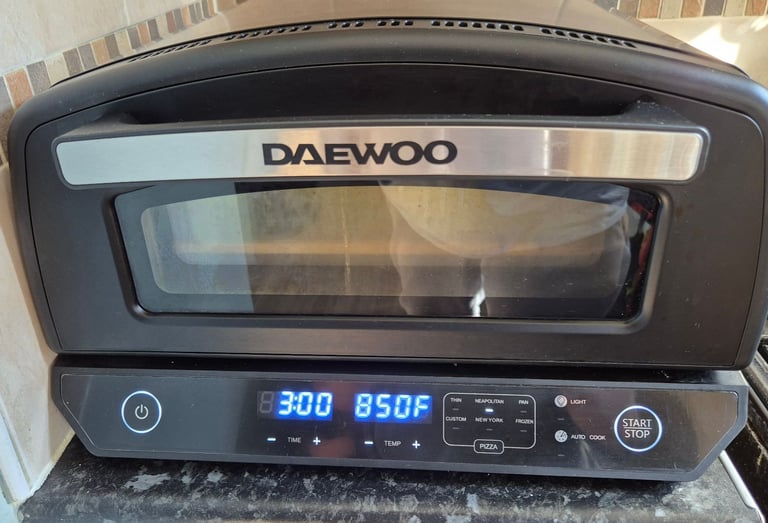 DAEWOO
3:00 850F
- TIME + - TEMP +
THIN NEAPOLITAN PAN
CUSTOM NEW YORK FROZEN
PIZZA
LIGHT
AUTO COOK
START
STOP